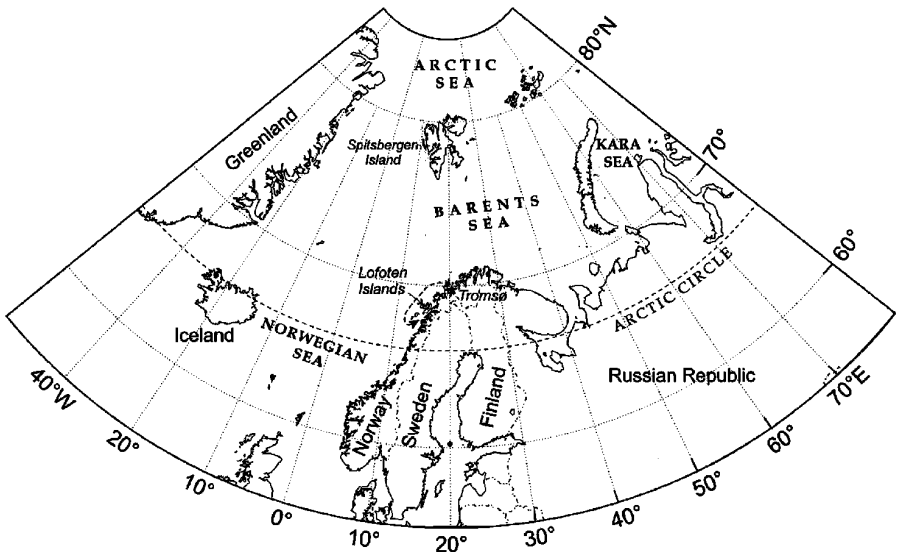 80°N
ARCTIC
SEA
Greenland
Spitsbergen
Island
KARA
SEA
70°
BARENTS
SEA
60°
Lofoten
Islands
Tromsø
ARCTIC CIRCLE
Iceland
NORWEGIAN
SEA
Russian Republic
Norway
Sweden
Finland
40°W
20°
10°
0°
10°
20°
30°
40°
50°
60°
70°E